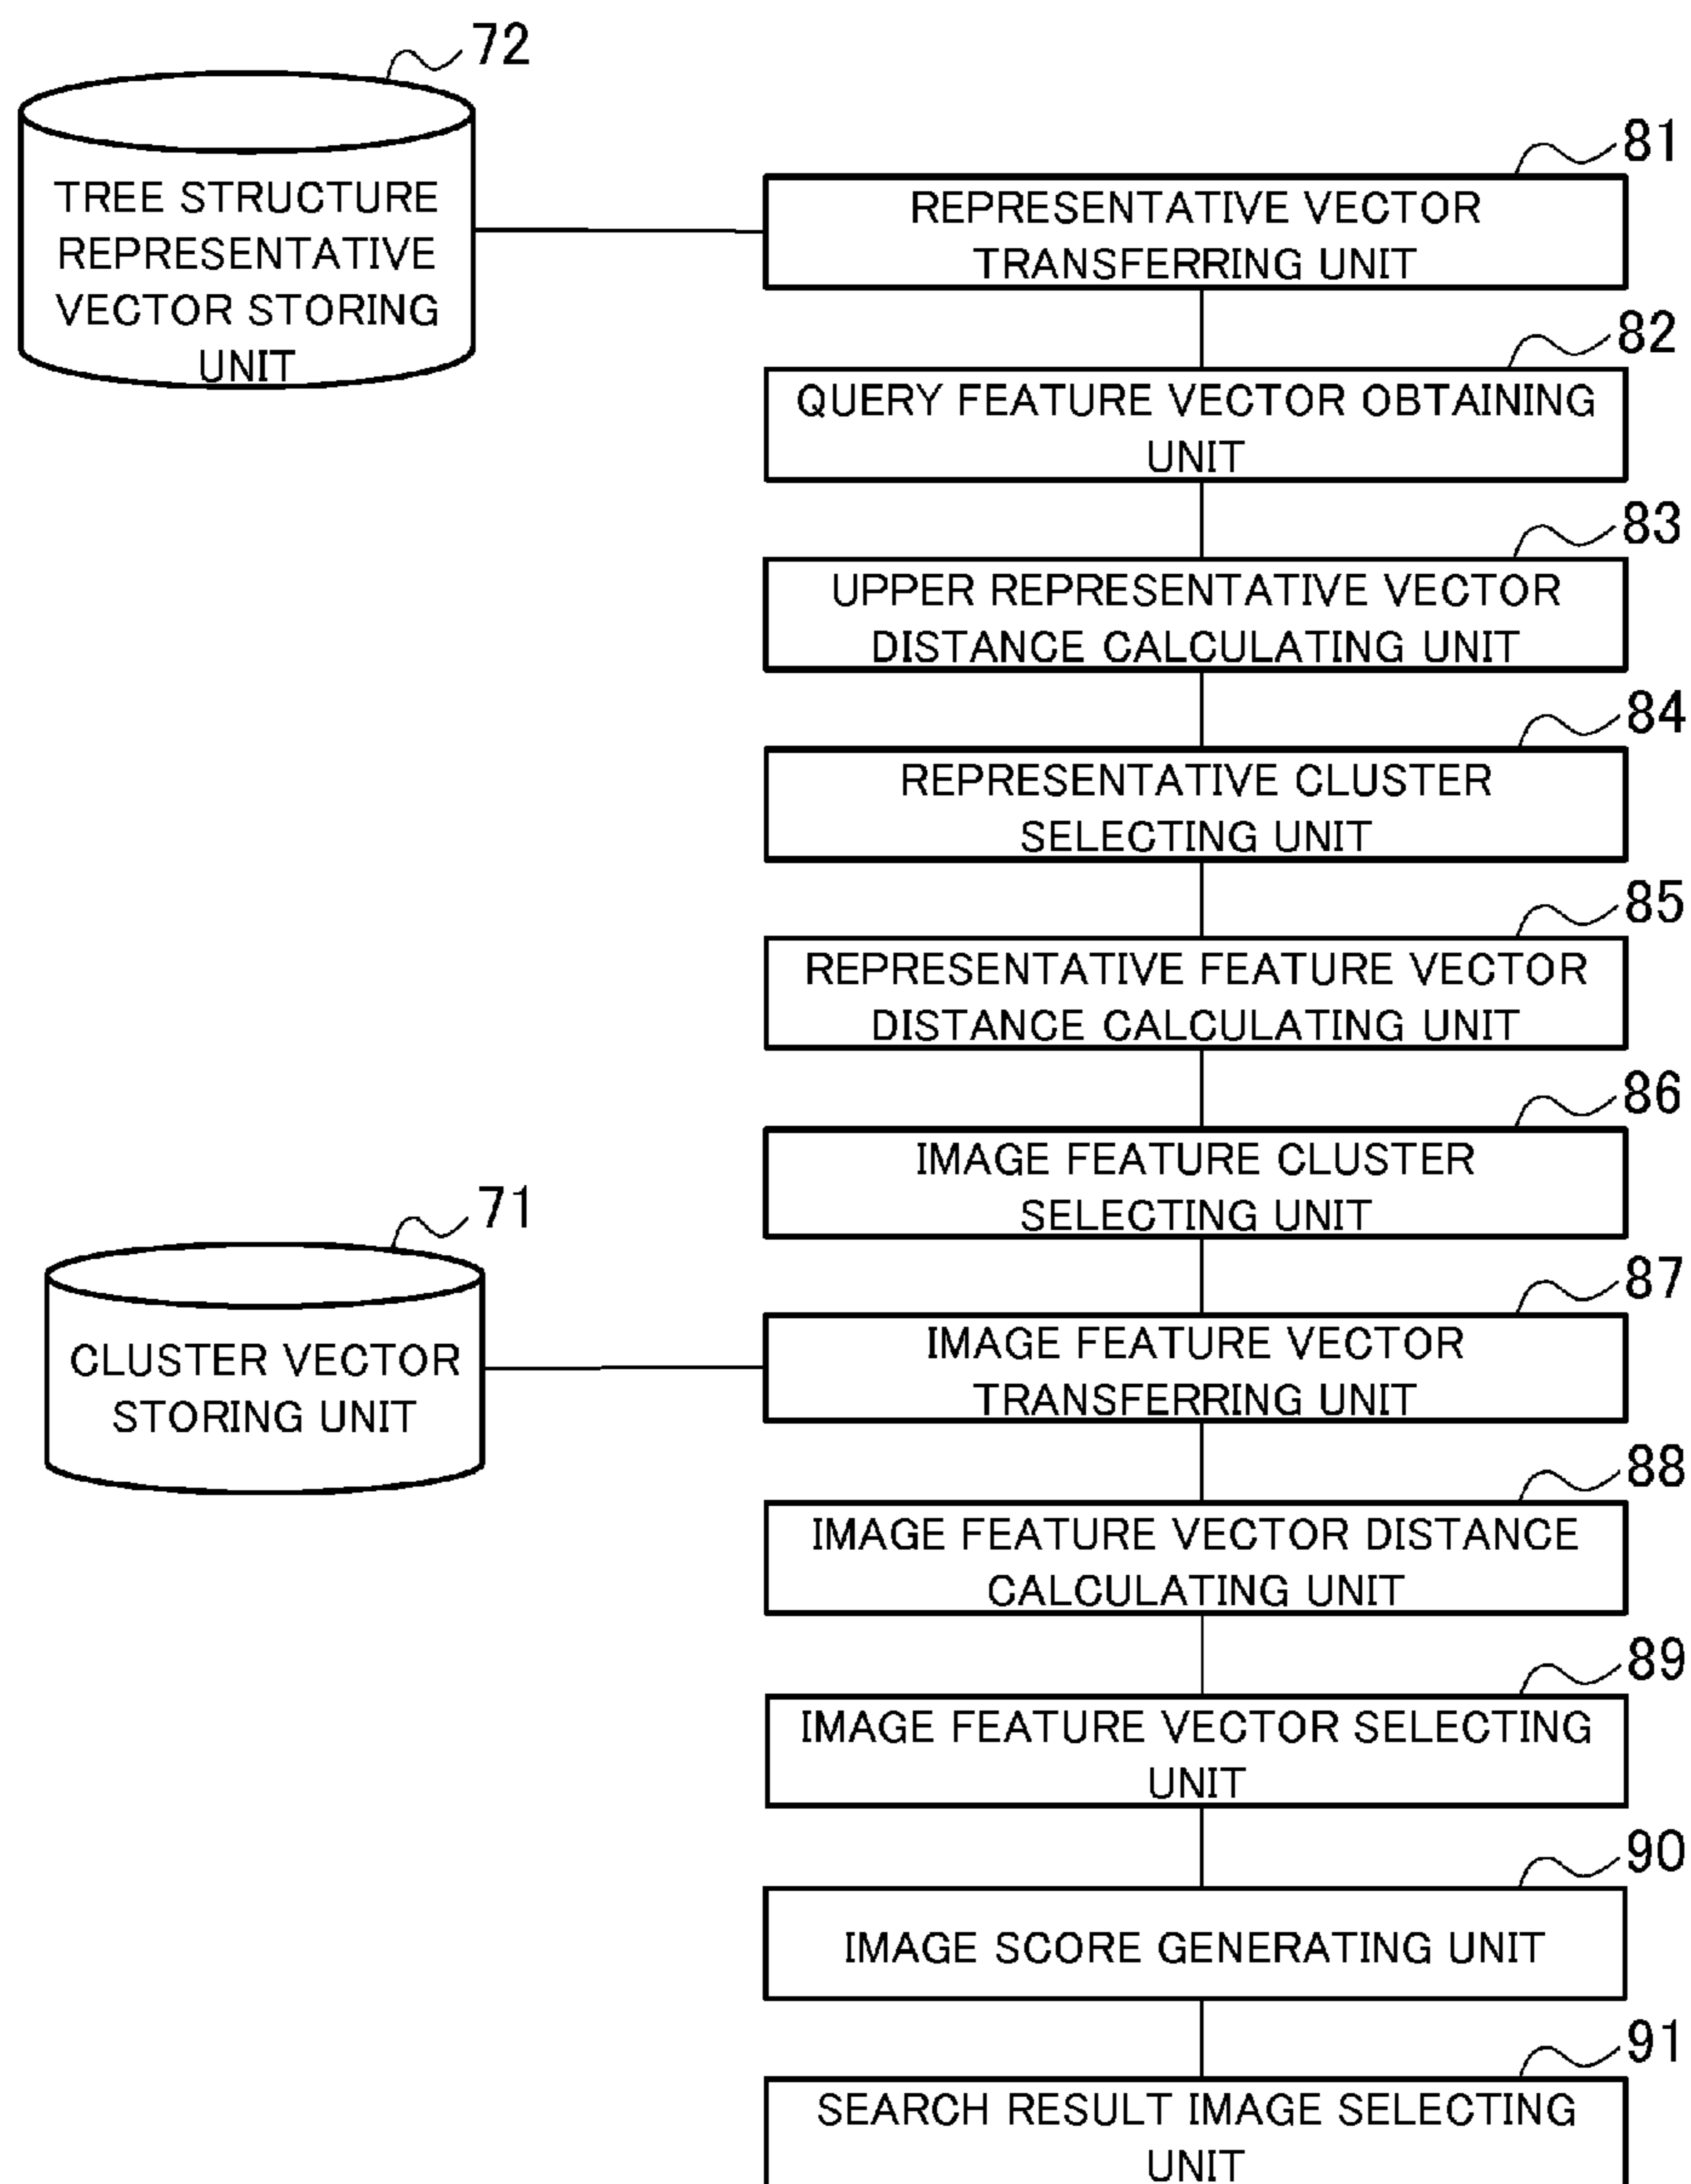 72
TREE STRUCTURE
REPRESENTATIVE
VECTOR STORING
UNIT
81
REPRESENTATIVE VECTOR
TRANSFERRING UNIT
82
QUERY FEATURE VECTOR OBTAINING
UNIT
83
UPPER REPRESENTATIVE VECTOR
DISTANCE CALCULATING UNIT
84
REPRESENTATIVE CLUSTER
SELECTING UNIT
85
REPRESENTATIVE FEATURE VECTOR
DISTANCE CALCULATING UNIT
86
IMAGE FEATURE CLUSTER
SELECTING UNIT
71
CLUSTER VECTOR
STORING UNIT
87
IMAGE FEATURE VECTOR
TRANSFERRING UNIT
88
IMAGE FEATURE VECTOR DISTANCE
CALCULATING UNIT
89
IMAGE FEATURE VECTOR SELECTING
UNIT
90
IMAGE SCORE GENERATING UNIT
91
SEARCH RESULT IMAGE SELECTING
UNIT